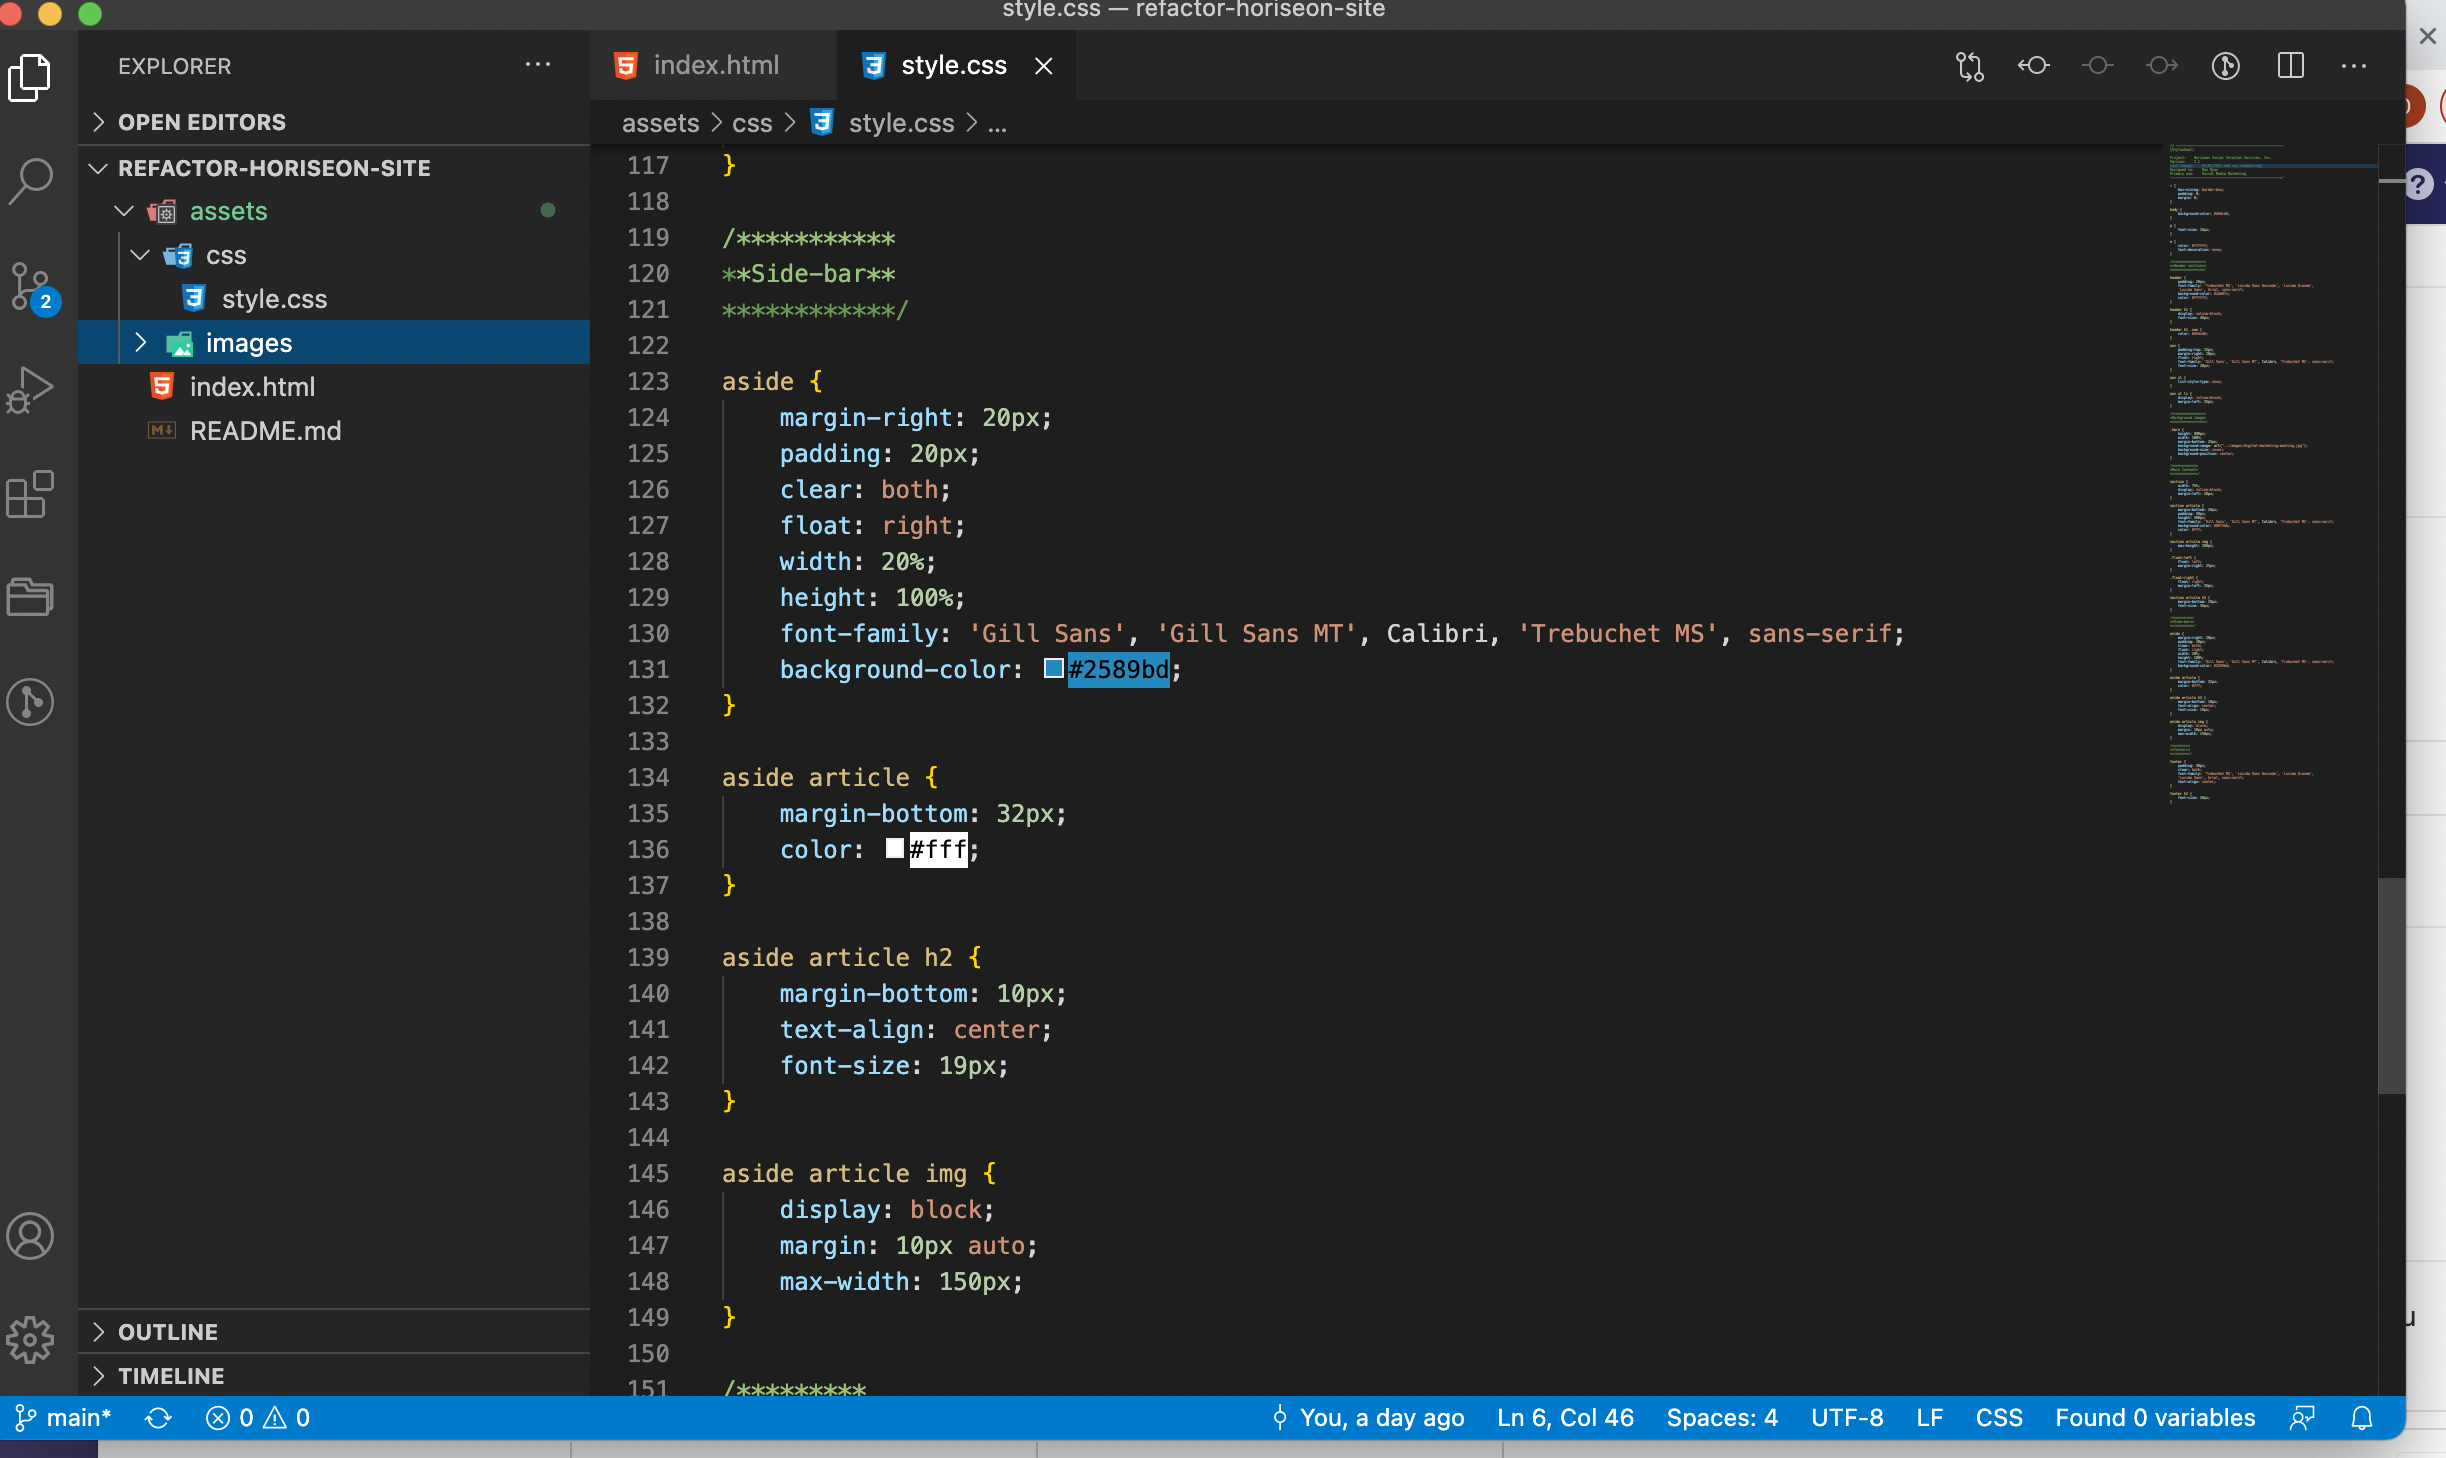 style.css — refactor-horiseon-site
EXPLORER
OPEN EDITORS
REFACTOR-HORISEON-SITE
assets
css
style.css
images
index.html
README.md
OUTLINE
TIMELINE
2
index.html
style.css
assets > css > style.css > ...
117 }
118
119 /***********
120 **Side-bar**
121 ************/
122
123 aside {
124 margin-right: 20px;
125 padding: 20px;
126 clear: both;
127 float: right;
128 width: 20%;
129 height: 100%;
130 font-family: 'Gill Sans', 'Gill Sans MT', Calibri, 'Trebuchet MS', sans-serif;
131 background-color: #2589bd;
132 }
133
134 aside article {
135 margin-bottom: 32px;
136 color: #fff;
137 }
138
139 aside article h2 {
140 margin-bottom: 10px;
141 text-align: center;
142 font-size: 19px;
143 }
144
145 aside article img {
146 display: block;
147 margin: 10px auto;
148 max-width: 150px;
149 }
150
151 /*********
main* 0 0 You, a day ago Ln 6, Col 46 Spaces: 4 UTF-8 LF CSS Found 0 variables